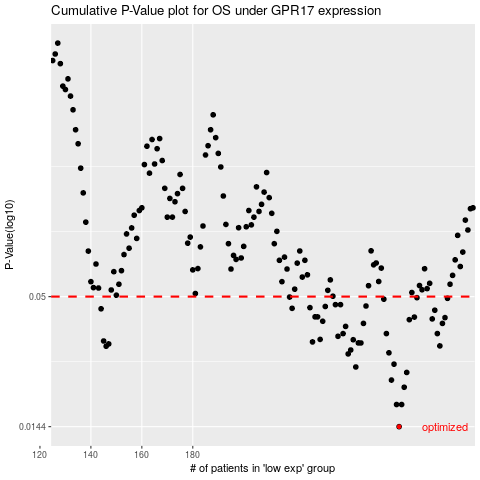 Cumulative P-Value plot for OS under GPR17 expression
P-Value(log10)
0.05
0.0144
optimized
120 140 160 180
# of patients in 'low exp' group